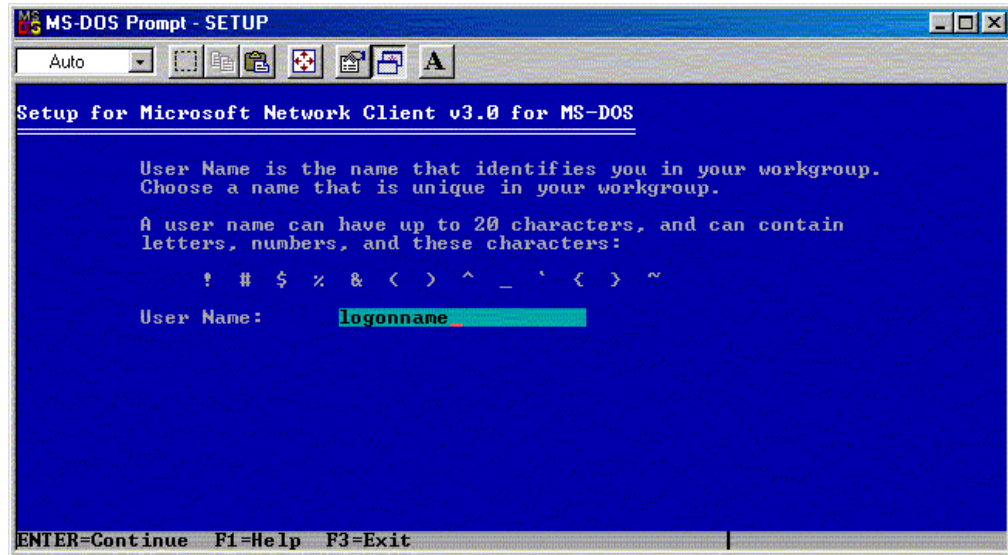 MS-DOS Prompt - SETUP
Auto
A
Setup for Microsoft Network Client v3.0 for MS-DOS
User Name is the name that identifies you in your workgroup.
Choose a name that is unique in your workgroup.
A user name can have up to 20 characters, and can contain
letters, numbers, and these characters:
! # $ % & ( ) ^ _ ` { } ~
User Name: logonname_
ENTER=Continue F1=Help F3=Exit